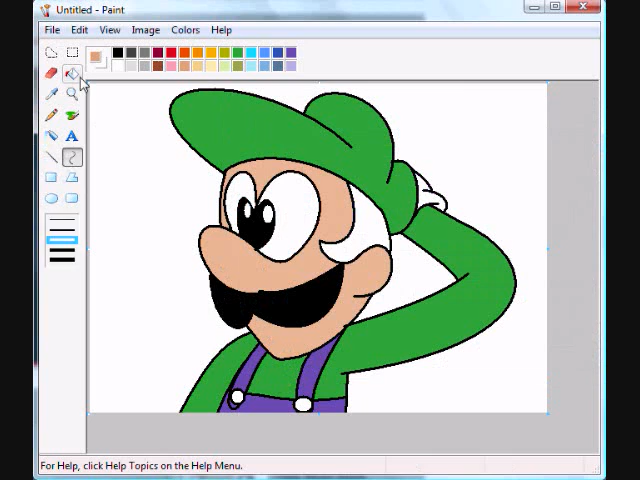 Untitled - Paint
File Edit View Image Colors Help
A
For Help, click Help Topics on the Help Menu.